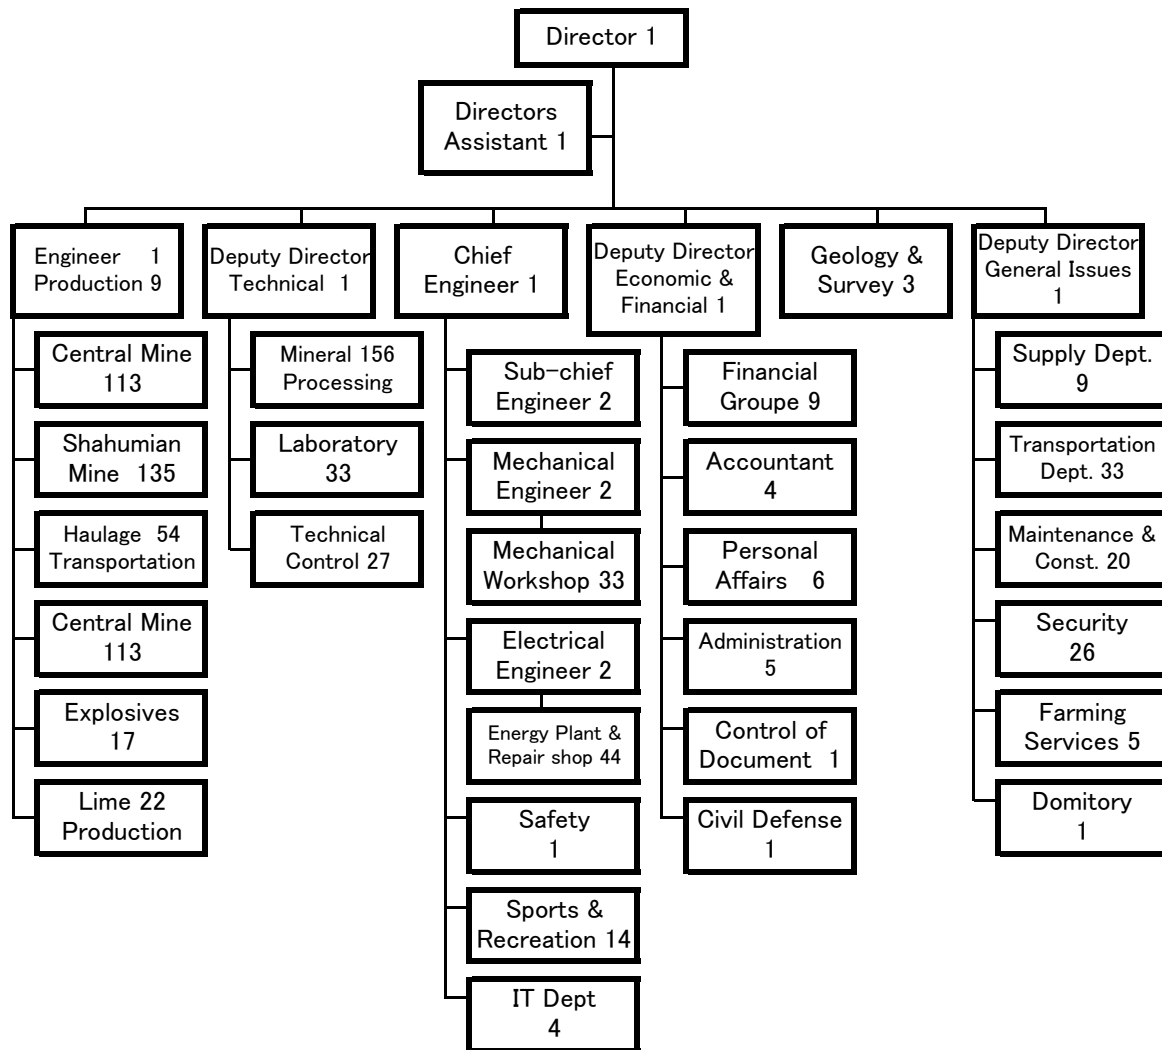 Director 1
Directors
Assistant 1
Engineer 1
Production 9
Central Mine
113
Shahumian
Mine 135
Haulage 54
Transportation
Central Mine
113
Explosives
17
Lime 22
Production
Deputy Director
Technical 1
Mineral 156
Processing
Laboratory
33
Technical
Control 27
Chief
Engineer 1
Sub-chief
Engineer 2
Mechanical
Engineer 2
Mechanical
Workshop 33
Electrical
Engineer 2
Energy Plant &
Repair shop 44
Safety
1
Sports &
Recreation 14
IT Dept
4
Deputy Director
Economic &
Financial 1
Financial
Groupe 9
Accountant
4
Personal
Affairs 6
Administration
5
Control of
Document 1
Civil Defense
1
Geology &
Survey 3
Deputy Director
General Issues
1
Supply Dept.
9
Transportation
Dept. 33
Maintenance &
Const. 20
Security
26
Farming
Services 5
Domitory
1